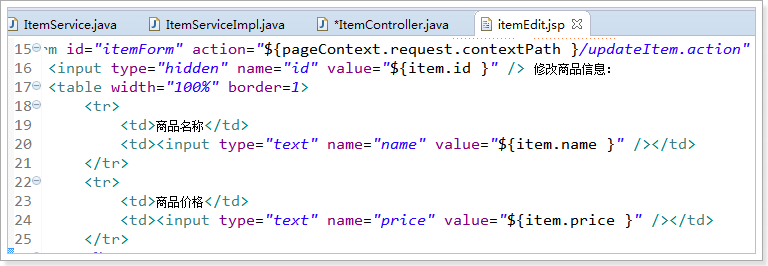 ItemService.java ItemServiceImpl.java *ItemController.java itemEdit.jsp
15 m id="itemForm" action="${pageContext.request.contextPath }/updateItem.action"
16 <input type="hidden" name="id" value="${item.id }" /> 修改商品信息：
17 <table width="100%" border=1>
18 <tr>
19 <td>商品名称</td>
20 <td><input type="text" name="name" value="${item.name }" /></td>
21 </tr>
22 <tr>
23 <td>商品价格</td>
24 <td><input type="text" name="price" value="${item.price }" /></td>
25 </tr>